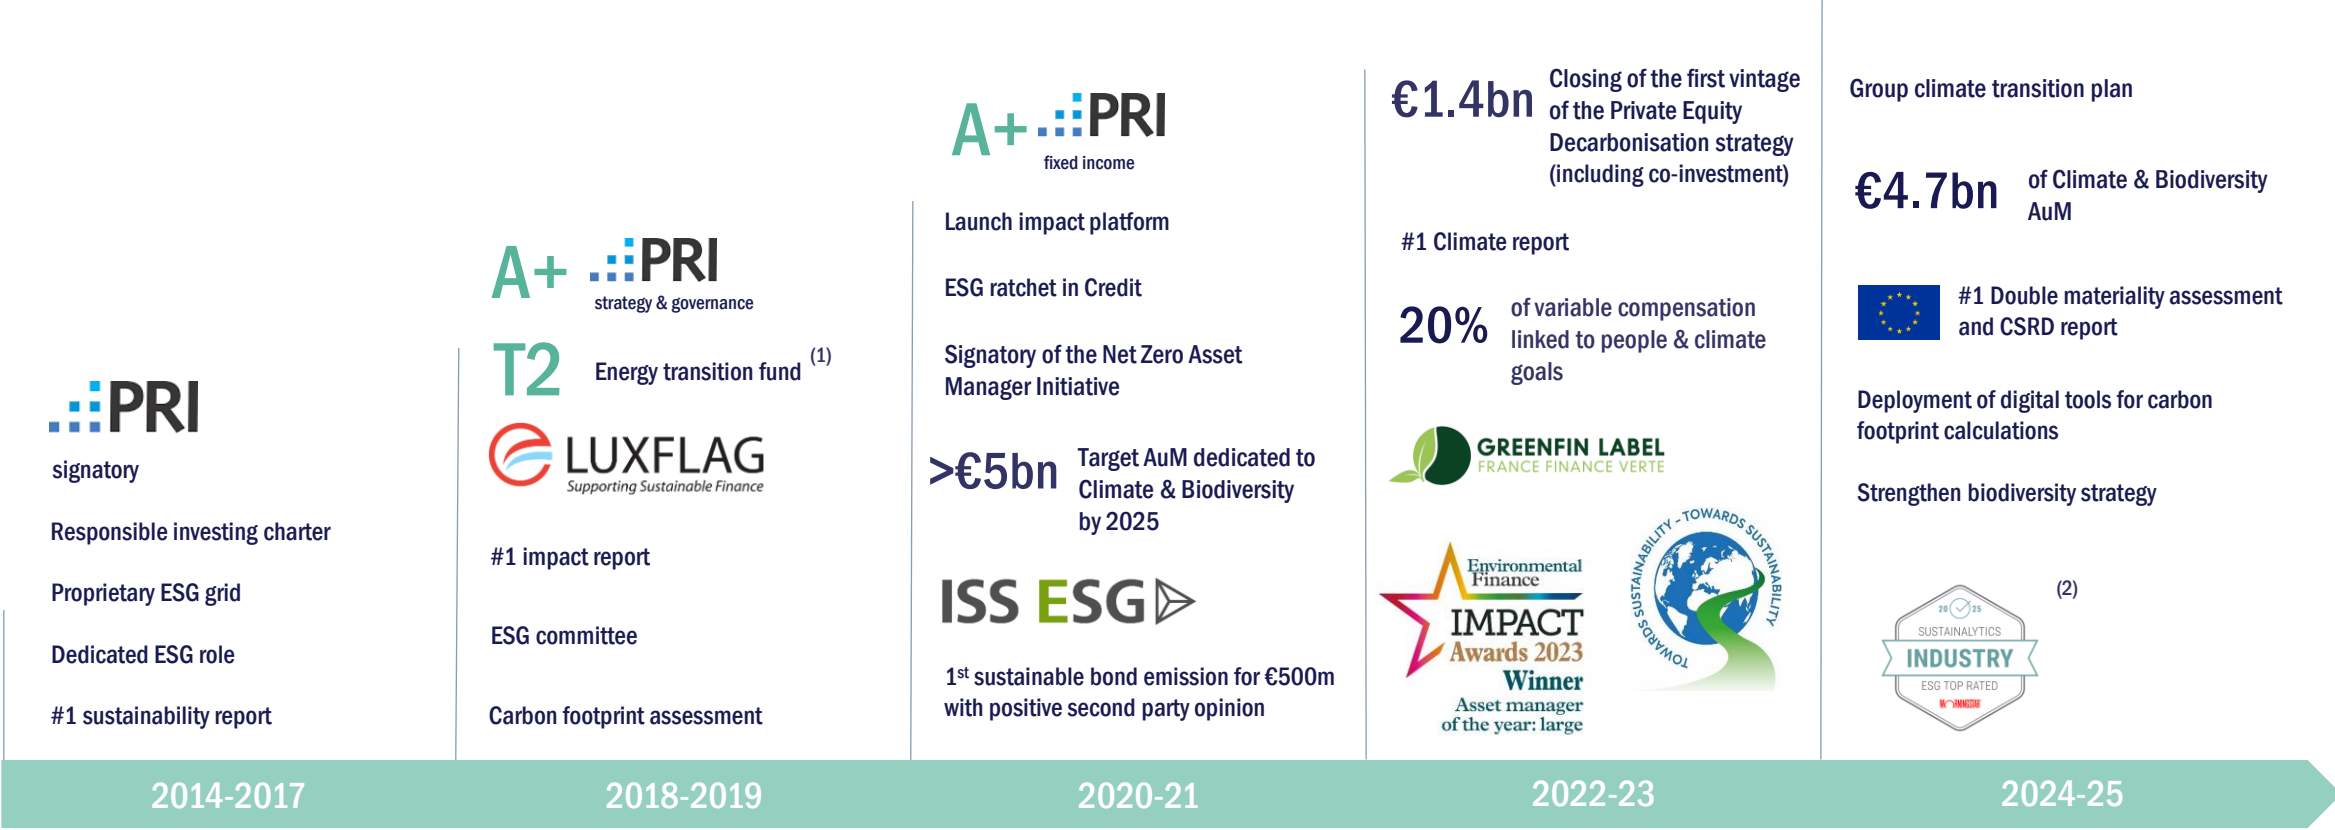 PRI
signatory
Responsible investing charter
Proprietary ESG grid
Dedicated ESG role
#1 sustainability report
2014-2017
A+ PRI
strategy & governance
T2 Energy transition fund (1)
LUXFLAG
Supporting Sustainable Finance
#1 impact report
ESG committee
Carbon footprint assessment
2018-2019
A+ PRI
fixed income
Launch impact platform
ESG ratchet in Credit
Signatory of the Net Zero Asset
Manager Initiative
>€5bn
Target AuM dedicated to
Climate & Biodiversity
by 2025
ISS ESG
1st sustainable bond emission for €500m
with positive second party opinion
2020-21
€1.4bn
Closing of the first vintage
of the Private Equity
Decarbonisation strategy
(including co-investment)
#1 Climate report
20%
of variable compensation
linked to people & climate
goals
GREENFIN LABEL
FRANCE FINANCE VERTE
Environmental
Finance
IMPACT
Awards 2023
Winner
Asset manager
of the year: large
TOWARDS SUSTAINABILITY - TOWARDS SUSTAINABILITY
2022-23
Group climate transition plan
€4.7bn
of Climate & Biodiversity
AuM
#1 Double materiality assessment
and CSRD report
Deployment of digital tools for carbon
footprint calculations
Strengthen biodiversity strategy
(2)
20 25
SUSTAINALYTICS
INDUSTRY
ESG TOP RATED
MORNINGSTAR
2024-25